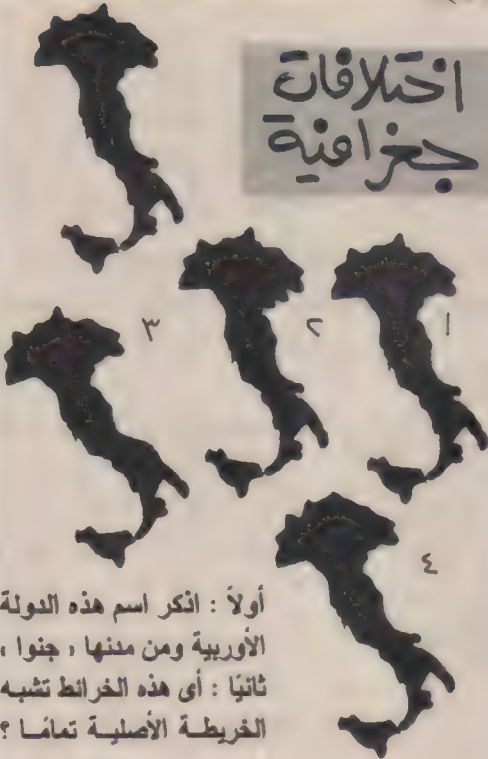 اختلافات
جغرافية
١
٢
٣
٤
أولاً : اذكر اسم هذه الدولة
الأوربية ومن مدنها ، جنوا ،
ثانيًا : أى هذه الخرائط تشبه
الخريطة الأصلية تمامًا ؟